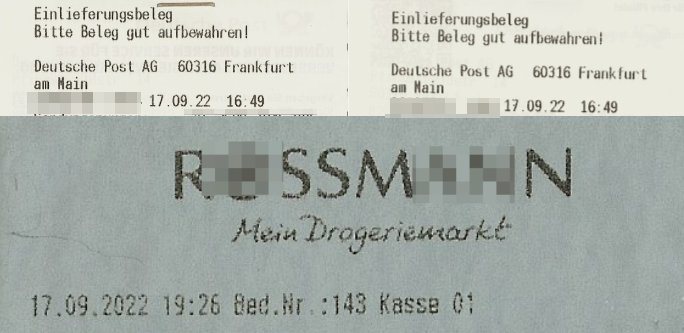 Einlieferungsbeleg
Bitte Beleg gut aufbewahren!
Deutsche Post AG 60316 Frankfurt
am Main
17.09.22 16:49
Einlieferungsbeleg
Bitte Beleg gut aufbewahren!
Deutsche Post AG 60316 Frankfurt
am Main
17.09.22 16:49
Mein Drogeriemarkt
17.09.2022 19:26 Bed.Nr.:143 Kasse 01